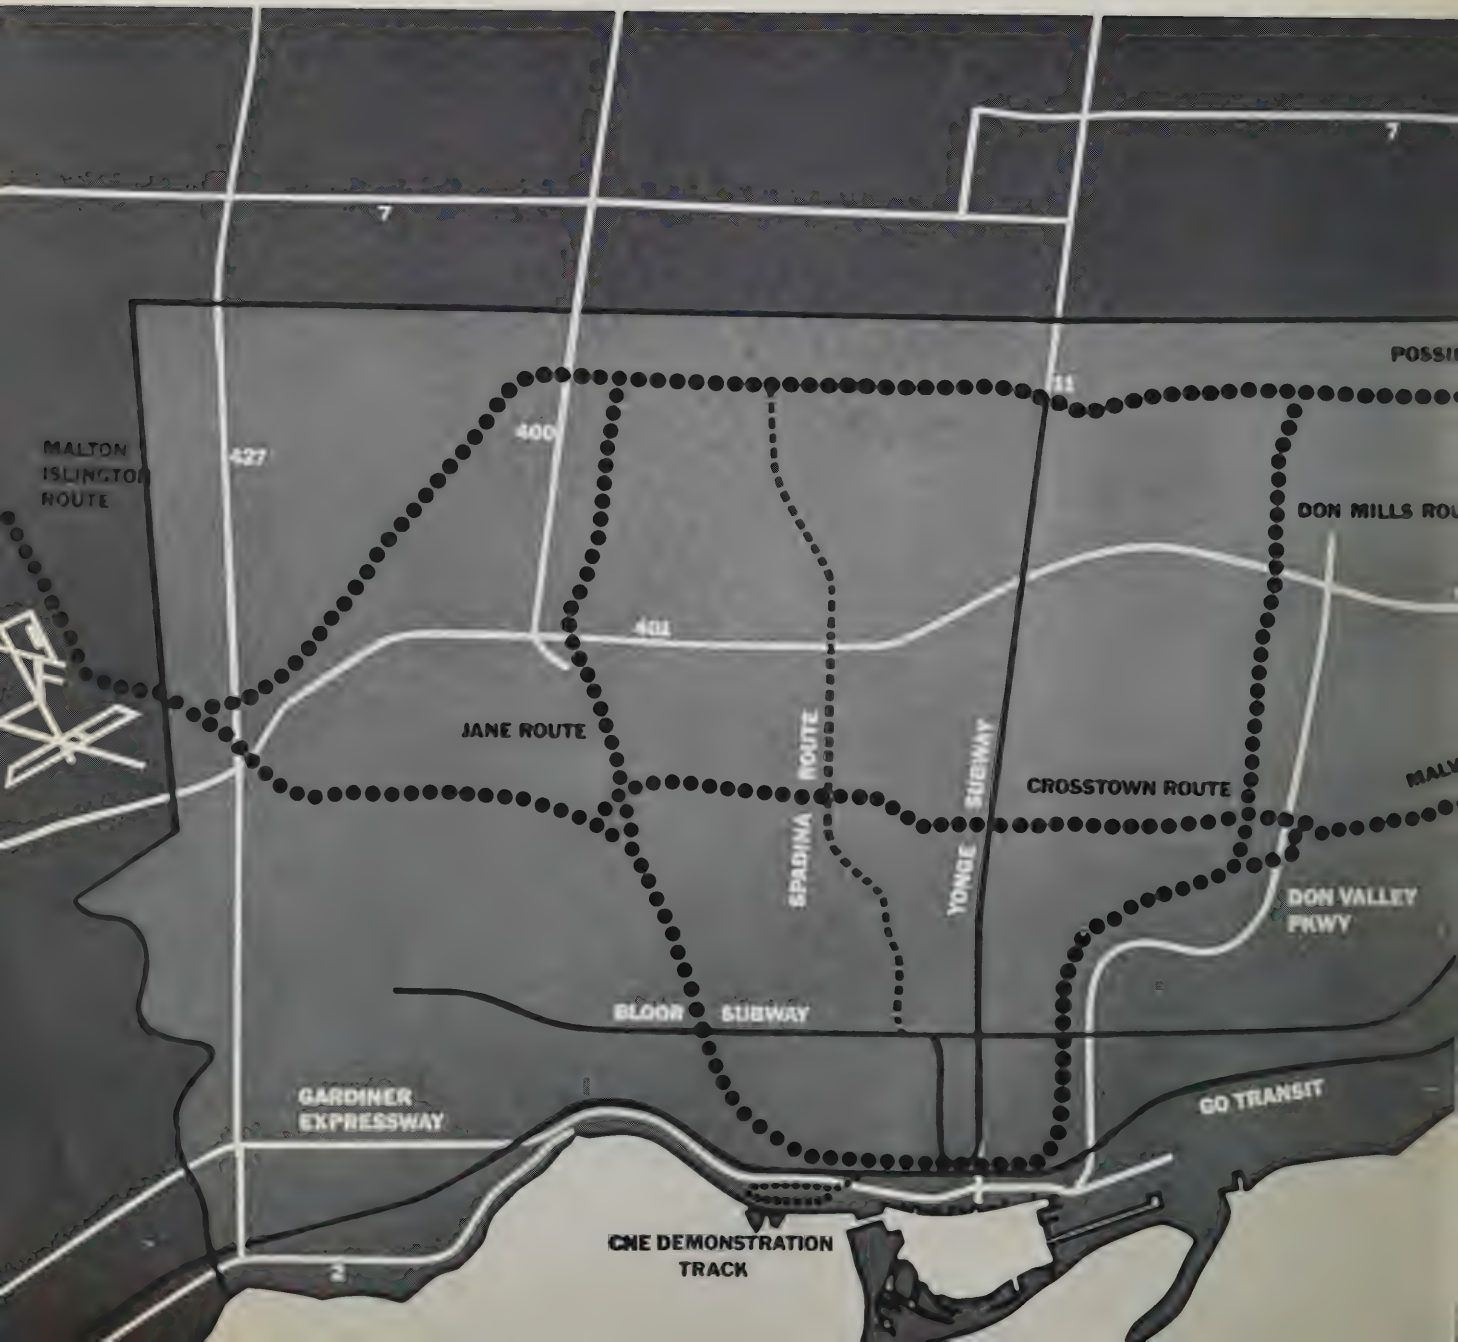 7
7
POSSI
11
400
427
MALTON
ISLINGTON
ROUTE
DON MILLS ROU
401
JANE ROUTE
SPADINA ROUTE
YONGE SUBWAY
CROSSTOWN ROUTE
MALV
DON VALLEY
PKWY
BLOOR SUBWAY
GARDINER
EXPRESSWAY
GO TRANSIT
CNE DEMONSTRATION
TRACK
2